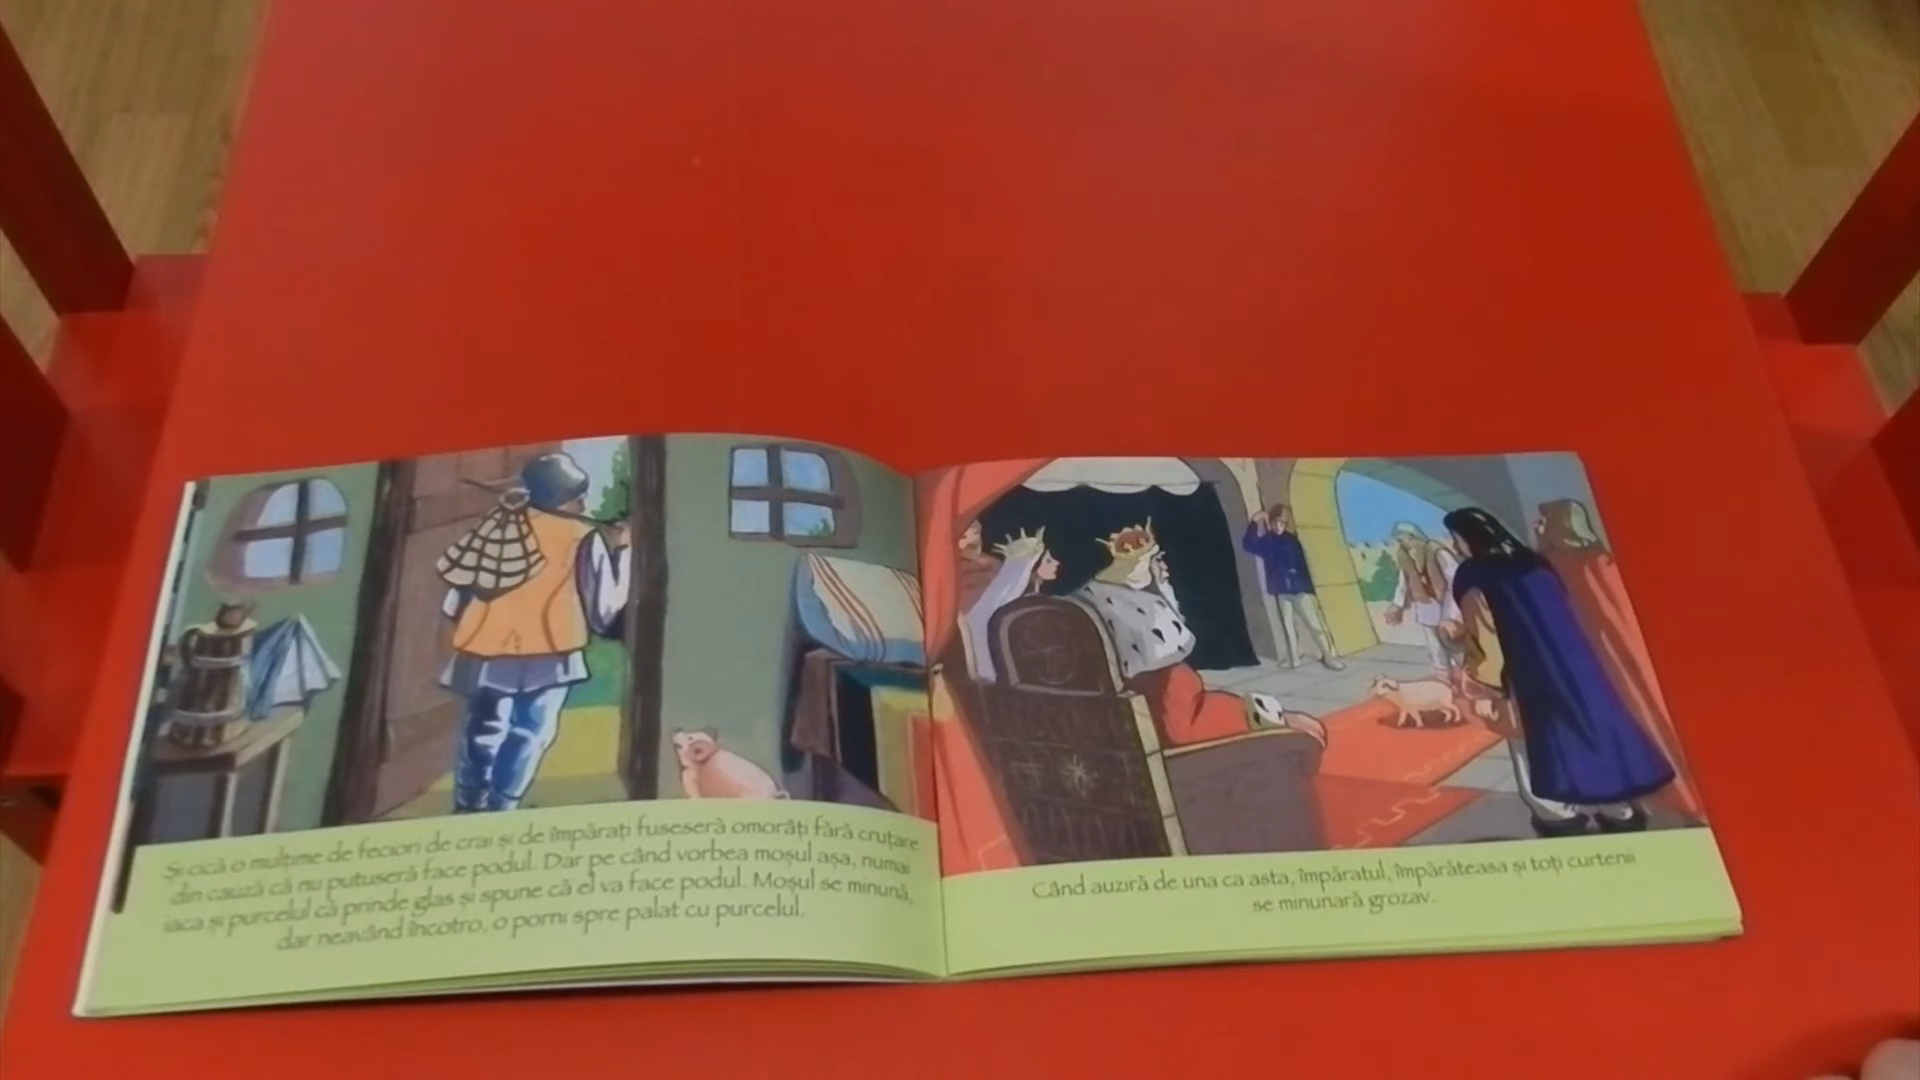 Și cică o mulțime de feciori de crai și de împărați fuseseră omorâți fără cruțare
din cauză că nu putuseră face podul. Dar pe când vorbea moșul așa, numai
iaca și purcelul că prinde glas și spune că el va face podul. Moșul se minună,
dar neavând încotro, o porni spre palat cu purcelul.
Când auziră de una ca asta, împăratul, împărăteasa și toți curtenii
se minunară grozav.